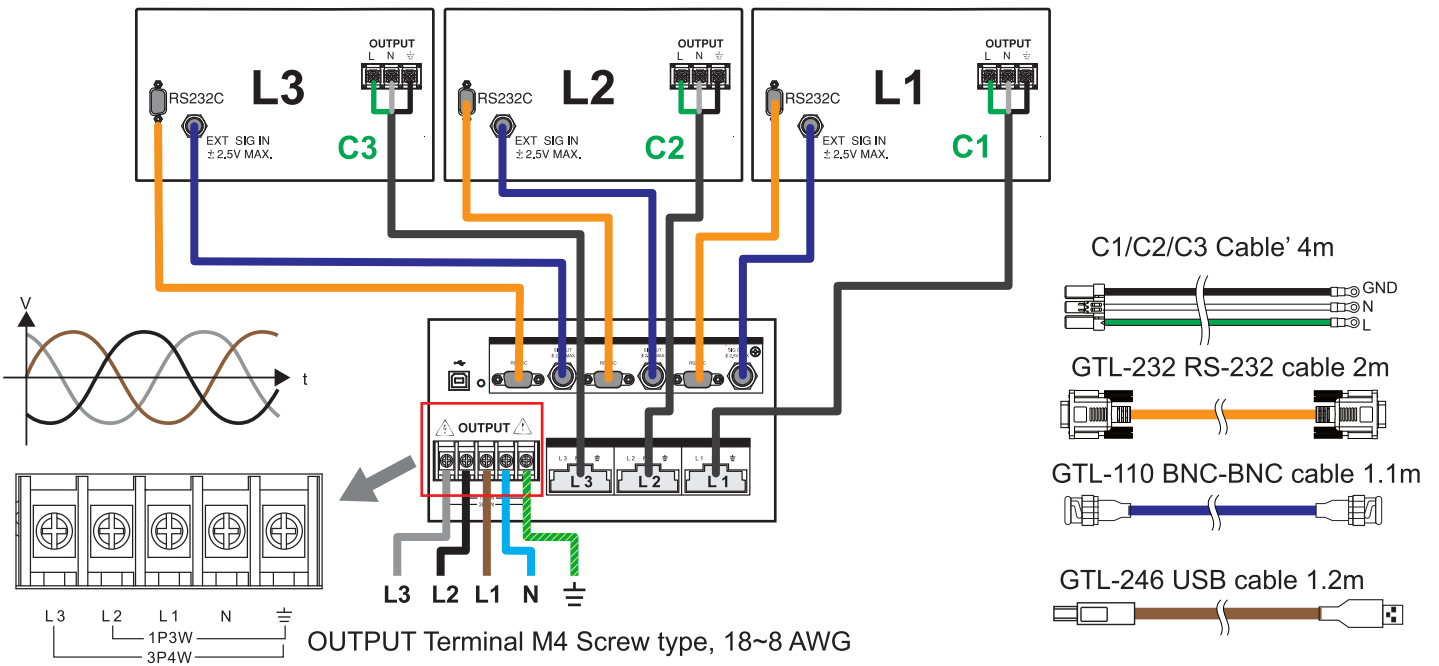 OUTPUT
L N
L3
RS232C
EXT SIG IN
± 2.5V MAX.
C3
OUTPUT
L N
L2
RS232C
EXT SIG IN
± 2.5V MAX.
C2
OUTPUT
L N
L1
RS232C
EXT SIG IN
± 2.5V MAX.
C1
V
t
OUTPUT
L3
L2
L1
L 3
L 2
L 1
L3 L2 L1 N
L3 L2 L1 N
1P3W
3P4W
OUTPUT Terminal M4 Screw type, 18~8 AWG
C1/C2/C3 Cable' 4m
GND
N
L
GTL-232 RS-232 cable 2m
GTL-110 BNC-BNC cable 1.1m
GTL-246 USB cable 1.2m